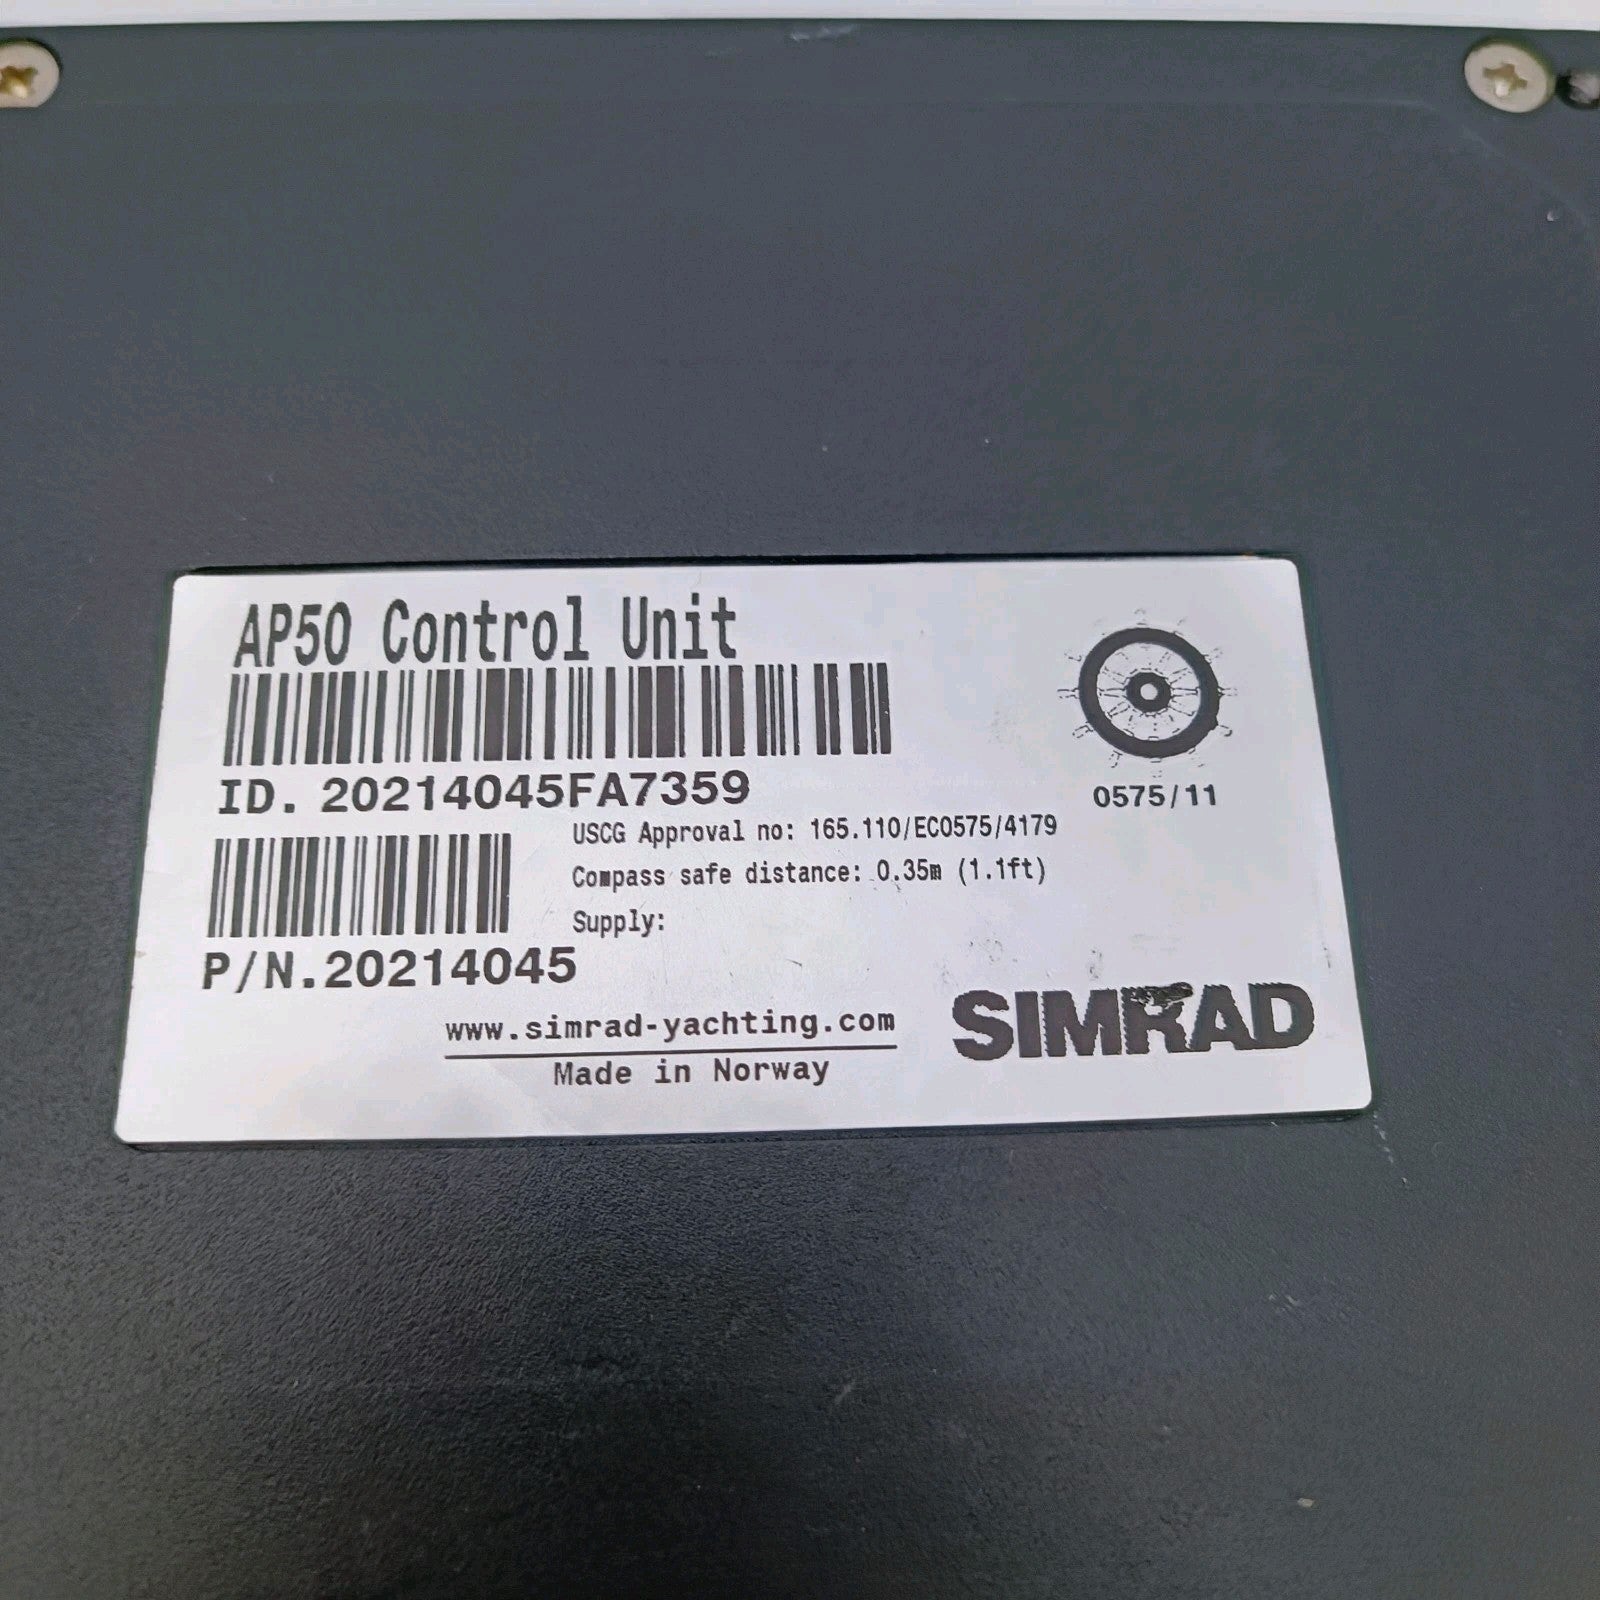 AP50 Control Unit
ID. 20214045FA7359
0575/11
USCG Approval no: 165.110/EC0575/4179
Compass safe distance: 0.35m (1.1ft)
Supply:
P/N.20214045
www.simrad-yachting.com
Made in Norway
SIMRAD